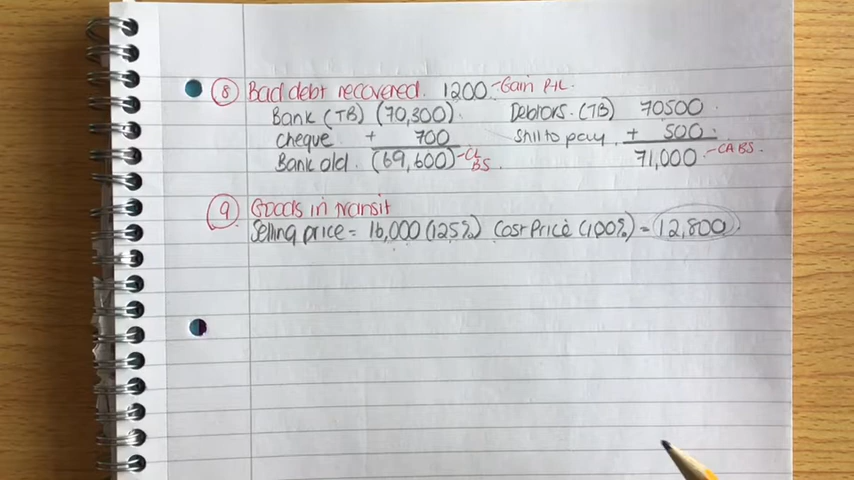 8 Bad debt recovered. 1200 - Gain P+L.
Bank (TB) (70,300). Debtors. (TB) 70500
cheque + 700 Still to pay. + 500.
Bank o/d. (69,600) - CL BS. 71,000. - CA BS.
9 Goods in transit
Selling price = 16,000 (125%) Cost Price (100%) = 12,800.